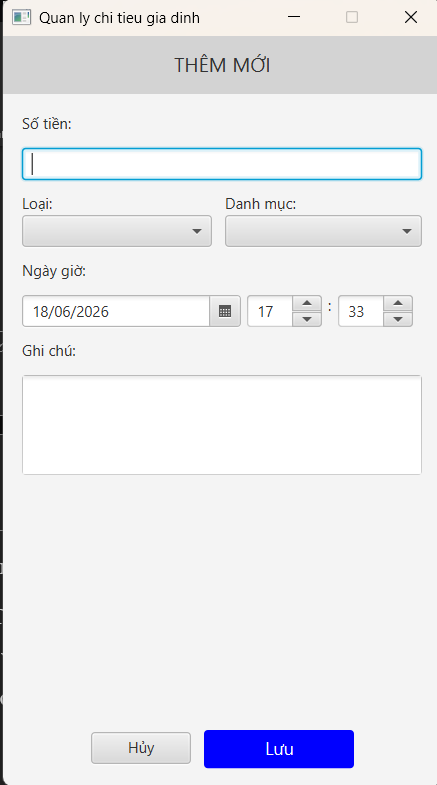 Quan ly chi tieu gia dinh
THÊM MỚI
Số tiền:
Loại: Danh mục:
Ngày giờ:
18/06/2026 17 : 33
Ghi chú:
Hủy Lưu